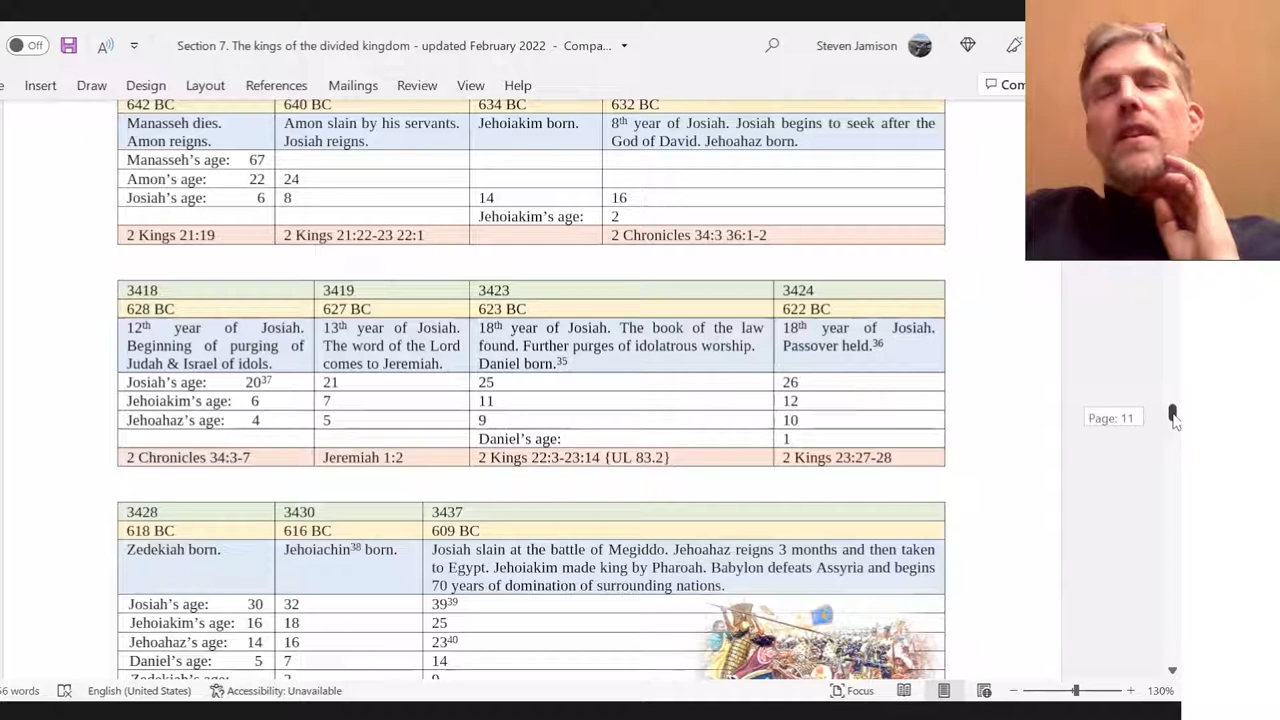 Off
Section 7. The kings of the divided kingdom - updated February 2022 - Compa...
Steven Jamison
Insert Draw Design Layout References Mailings Review View Help
Com
642 BC 640 BC 634 BC 632 BC
Manasseh dies. Amon slain by his servants. Jehoiakim born. 8th year of Josiah. Josiah begins to seek after the
Amon reigns. Josiah reigns. God of David. Jehoahaz born.
Manasseh's age: 67
Amon's age: 22 24
Josiah's age: 6 8 14 16
Jehoiakim's age: 2
2 Kings 21:19 2 Kings 21:22-23 22:1 2 Chronicles 34:3 36:1-2
3418 3419 3423 3424
628 BC 627 BC 623 BC 622 BC
12th year of Josiah. 13th year of Josiah. 18th year of Josiah. The book of the law 18th year of Josiah.
Beginning of purging of The word of the Lord found. Further purges of idolatrous worship. Passover held.36
Judah & Israel of idols. comes to Jeremiah. Daniel born.35
Josiah's age: 2037 21 25 26
Jehoiakim's age: 6 7 11 12
Jehoahaz's age: 4 5 9 10
Daniel's age: 1
2 Chronicles 34:3-7 Jeremiah 1:2 2 Kings 22:3-23:14 {UL 83.2} 2 Kings 23:27-28
Page: 11
3428 3430 3437
618 BC 616 BC 609 BC
Zedekiah born. Jehoiachin38 born. Josiah slain at the battle of Megiddo. Jehoahaz reigns 3 months and then taken
to Egypt. Jehoiakim made king by Pharoah. Babylon defeats Assyria and begins
70 years of domination of surrounding nations.
Josiah's age: 30 32 3939
Jehoiakim's age: 16 18 25
Jehoahaz's age: 14 16 2340
Daniel's age: 5 7 14
56 words English (United States) Accessibility: Unavailable Focus 130%